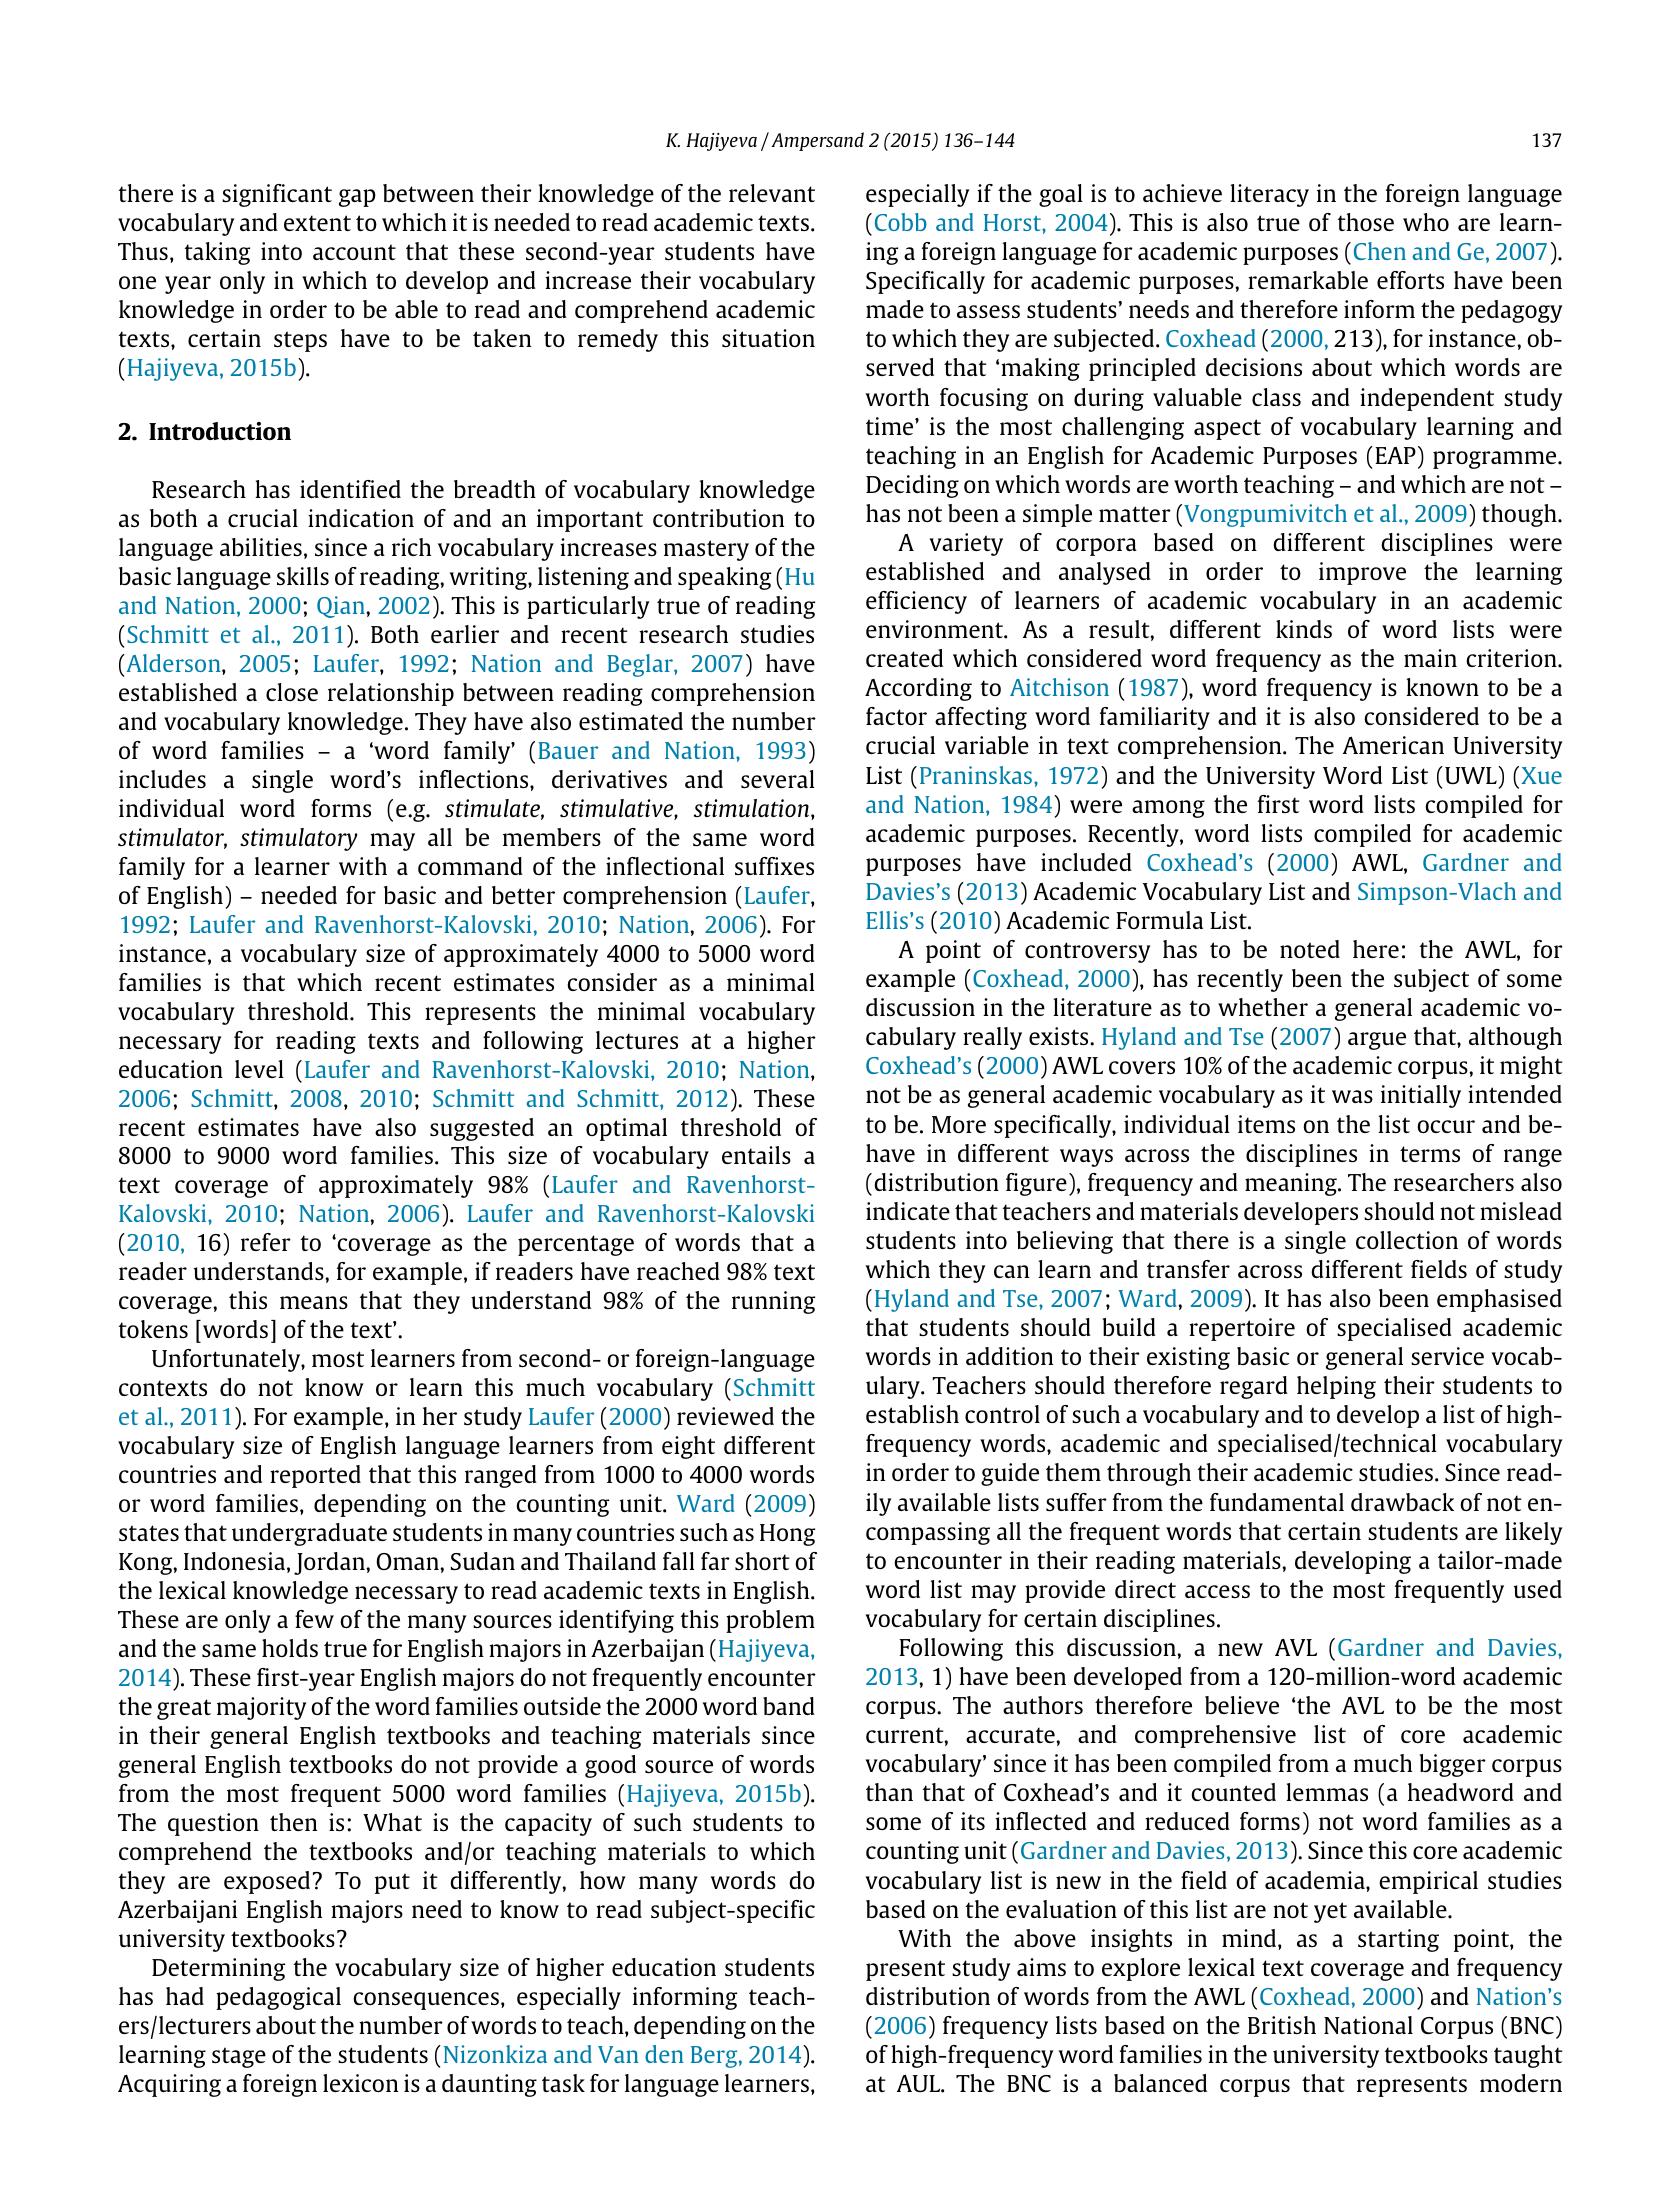 K. Hajiyeva / Ampersand 2 (2015) 136–144
137
there is a significant gap between their knowledge of the relevant
vocabulary and extent to which it is needed to read academic texts.
Thus, taking into account that these second-year students have
one year only in which to develop and increase their vocabulary
knowledge in order to be able to read and comprehend academic
texts, certain steps have to be taken to remedy this situation
(Hajiyeva, 2015b).
2. Introduction
Research has identified the breadth of vocabulary knowledge
as both a crucial indication of and an important contribution to
language abilities, since a rich vocabulary increases mastery of the
basic language skills of reading, writing, listening and speaking (Hu
and Nation, 2000; Qian, 2002). This is particularly true of reading
(Schmitt et al., 2011). Both earlier and recent research studies
(Alderson, 2005; Laufer, 1992; Nation and Beglar, 2007) have
established a close relationship between reading comprehension
and vocabulary knowledge. They have also estimated the number
of word families – a ‘word family’ (Bauer and Nation, 1993)
includes a single word’s inflections, derivatives and several
individual word forms (e.g. stimulate, stimulative, stimulation,
stimulator, stimulatory may all be members of the same word
family for a learner with a command of the inflectional suffixes
of English) – needed for basic and better comprehension (Laufer,
1992; Laufer and Ravenhorst-Kalovski, 2010; Nation, 2006). For
instance, a vocabulary size of approximately 4000 to 5000 word
families is that which recent estimates consider as a minimal
vocabulary threshold. This represents the minimal vocabulary
necessary for reading texts and following lectures at a higher
education level (Laufer and Ravenhorst-Kalovski, 2010; Nation,
2006; Schmitt, 2008, 2010; Schmitt and Schmitt, 2012). These
recent estimates have also suggested an optimal threshold of
8000 to 9000 word families. This size of vocabulary entails a
text coverage of approximately 98% (Laufer and Ravenhorst-
Kalovski, 2010; Nation, 2006). Laufer and Ravenhorst-Kalovski
(2010, 16) refer to ‘coverage as the percentage of words that a
reader understands, for example, if readers have reached 98% text
coverage, this means that they understand 98% of the running
tokens [words] of the text’.
Unfortunately, most learners from second- or foreign-language
contexts do not know or learn this much vocabulary (Schmitt
et al., 2011). For example, in her study Laufer (2000) reviewed the
vocabulary size of English language learners from eight different
countries and reported that this ranged from 1000 to 4000 words
or word families, depending on the counting unit. Ward (2009)
states that undergraduate students in many countries such as Hong
Kong, Indonesia, Jordan, Oman, Sudan and Thailand fall far short of
the lexical knowledge necessary to read academic texts in English.
These are only a few of the many sources identifying this problem
and the same holds true for English majors in Azerbaijan (Hajiyeva,
2014). These first-year English majors do not frequently encounter
the great majority of the word families outside the 2000 word band
in their general English textbooks and teaching materials since
general English textbooks do not provide a good source of words
from the most frequent 5000 word families (Hajiyeva, 2015b).
The question then is: What is the capacity of such students to
comprehend the textbooks and/or teaching materials to which
they are exposed? To put it differently, how many words do
Azerbaijani English majors need to know to read subject-specific
university textbooks?
Determining the vocabulary size of higher education students
has had pedagogical consequences, especially informing teach-
ers/lecturers about the number of words to teach, depending on the
learning stage of the students (Nizonkiza and Van den Berg, 2014).
Acquiring a foreign lexicon is a daunting task for language learners,
especially if the goal is to achieve literacy in the foreign language
(Cobb and Horst, 2004). This is also true of those who are learn-
ing a foreign language for academic purposes (Chen and Ge, 2007).
Specifically for academic purposes, remarkable efforts have been
made to assess students’ needs and therefore inform the pedagogy
to which they are subjected. Coxhead (2000, 213), for instance, ob-
served that ‘making principled decisions about which words are
worth focusing on during valuable class and independent study
time’ is the most challenging aspect of vocabulary learning and
teaching in an English for Academic Purposes (EAP) programme.
Deciding on which words are worth teaching – and which are not –
has not been a simple matter (Vongpumivitch et al., 2009) though.
A variety of corpora based on different disciplines were
established and analysed in order to improve the learning
efficiency of learners of academic vocabulary in an academic
environment. As a result, different kinds of word lists were
created which considered word frequency as the main criterion.
According to Aitchison (1987), word frequency is known to be a
factor affecting word familiarity and it is also considered to be a
crucial variable in text comprehension. The American University
List (Praninskas, 1972) and the University Word List (UWL) (Xue
and Nation, 1984) were among the first word lists compiled for
academic purposes. Recently, word lists compiled for academic
purposes have included Coxhead’s (2000) AWL, Gardner and
Davies’s (2013) Academic Vocabulary List and Simpson-Vlach and
Ellis’s (2010) Academic Formula List.
A point of controversy has to be noted here: the AWL, for
example (Coxhead, 2000), has recently been the subject of some
discussion in the literature as to whether a general academic vo-
cabulary really exists. Hyland and Tse (2007) argue that, although
Coxhead’s (2000) AWL covers 10% of the academic corpus, it might
not be as general academic vocabulary as it was initially intended
to be. More specifically, individual items on the list occur and be-
have in different ways across the disciplines in terms of range
(distribution figure), frequency and meaning. The researchers also
indicate that teachers and materials developers should not mislead
students into believing that there is a single collection of words
which they can learn and transfer across different fields of study
(Hyland and Tse, 2007; Ward, 2009). It has also been emphasised
that students should build a repertoire of specialised academic
words in addition to their existing basic or general service vocab-
ulary. Teachers should therefore regard helping their students to
establish control of such a vocabulary and to develop a list of high-
frequency words, academic and specialised/technical vocabulary
in order to guide them through their academic studies. Since read-
ily available lists suffer from the fundamental drawback of not en-
compassing all the frequent words that certain students are likely
to encounter in their reading materials, developing a tailor-made
word list may provide direct access to the most frequently used
vocabulary for certain disciplines.
Following this discussion, a new AVL (Gardner and Davies,
2013, 1) have been developed from a 120-million-word academic
corpus. The authors therefore believe ‘the AVL to be the most
current, accurate, and comprehensive list of core academic
vocabulary’ since it has been compiled from a much bigger corpus
than that of Coxhead’s and it counted lemmas (a headword and
some of its inflected and reduced forms) not word families as a
counting unit (Gardner and Davies, 2013). Since this core academic
vocabulary list is new in the field of academia, empirical studies
based on the evaluation of this list are not yet available.
With the above insights in mind, as a starting point, the
present study aims to explore lexical text coverage and frequency
distribution of words from the AWL (Coxhead, 2000) and Nation’s
(2006) frequency lists based on the British National Corpus (BNC)
of high-frequency word families in the university textbooks taught
at AUL. The BNC is a balanced corpus that represents modern